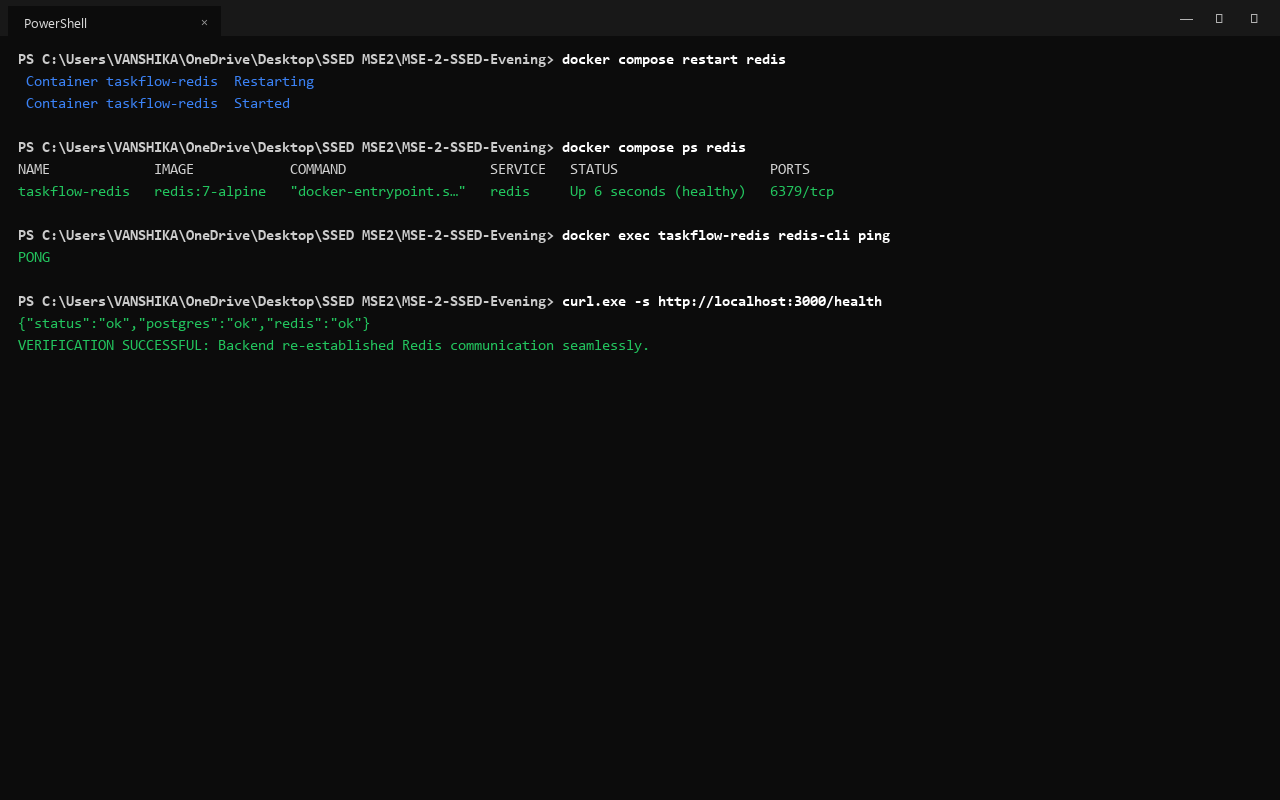 PowerShell ×
PS C:\Users\VANSHIKA\OneDrive\Desktop\SSED MSE2\MSE-2-SSED-Evening> docker compose restart redis
Container taskflow-redis  Restarting
Container taskflow-redis  Started
PS C:\Users\VANSHIKA\OneDrive\Desktop\SSED MSE2\MSE-2-SSED-Evening> docker compose ps redis
NAME             IMAGE            COMMAND                  SERVICE   STATUS                   PORTS
taskflow-redis   redis:7-alpine   "docker-entrypoint.s…"   redis     Up 6 seconds (healthy)   6379/tcp
PS C:\Users\VANSHIKA\OneDrive\Desktop\SSED MSE2\MSE-2-SSED-Evening> docker exec taskflow-redis redis-cli ping
PONG
PS C:\Users\VANSHIKA\OneDrive\Desktop\SSED MSE2\MSE-2-SSED-Evening> curl.exe -s http://localhost:3000/health
{"status":"ok","postgres":"ok","redis":"ok"}
VERIFICATION SUCCESSFUL: Backend re-established Redis communication seamlessly.